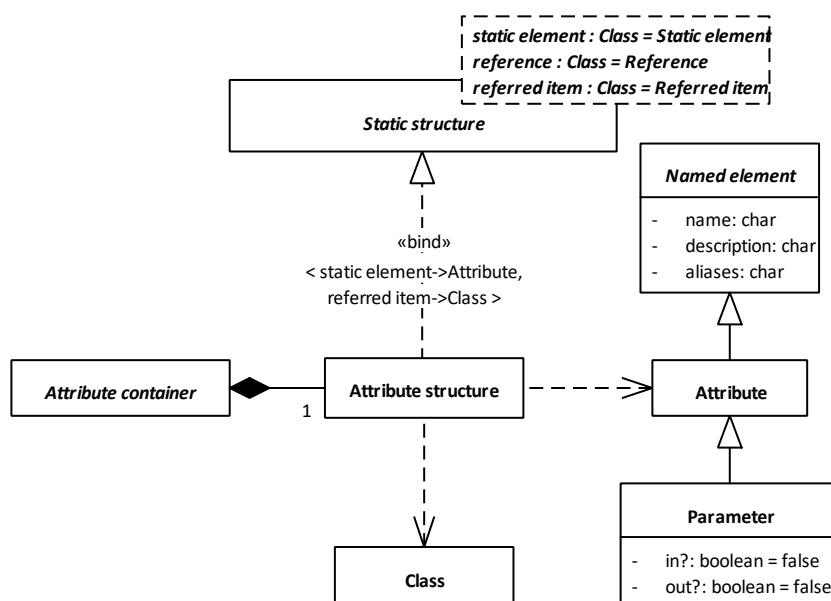 static element : Class = Static element
reference : Class = Reference
referred item : Class = Referred item
Static structure
Named element
- name: char
- description: char
- aliases: char
«bind»
< static element->Attribute,
referred item->Class >
Attribute container
1
Attribute structure
Attribute
Class
Parameter
- in?: boolean = false
- out?: boolean = false